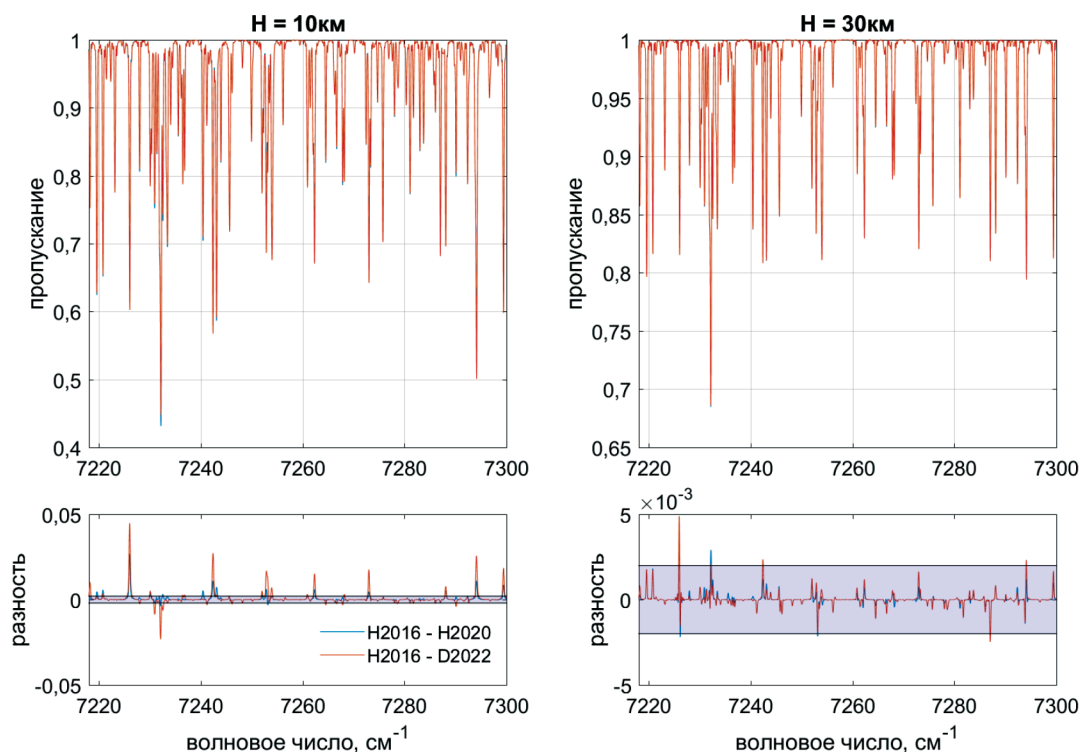 H = 10км
пропускание
1
0,9
0,8
0,7
0,6
0,5
0,4
7220 7240 7260 7280 7300
H = 30км
пропускание
1
0,95
0,9
0,85
0,8
0,75
0,7
0,65
7220 7240 7260 7280 7300
разность
0,05
0
-0,05
H2016 - H2020
H2016 - D2022
7220 7240 7260 7280 7300
волновое число, см⁻¹
разность
×10⁻³
5
0
-5
7220 7240 7260 7280 7300
волновое число, см⁻¹